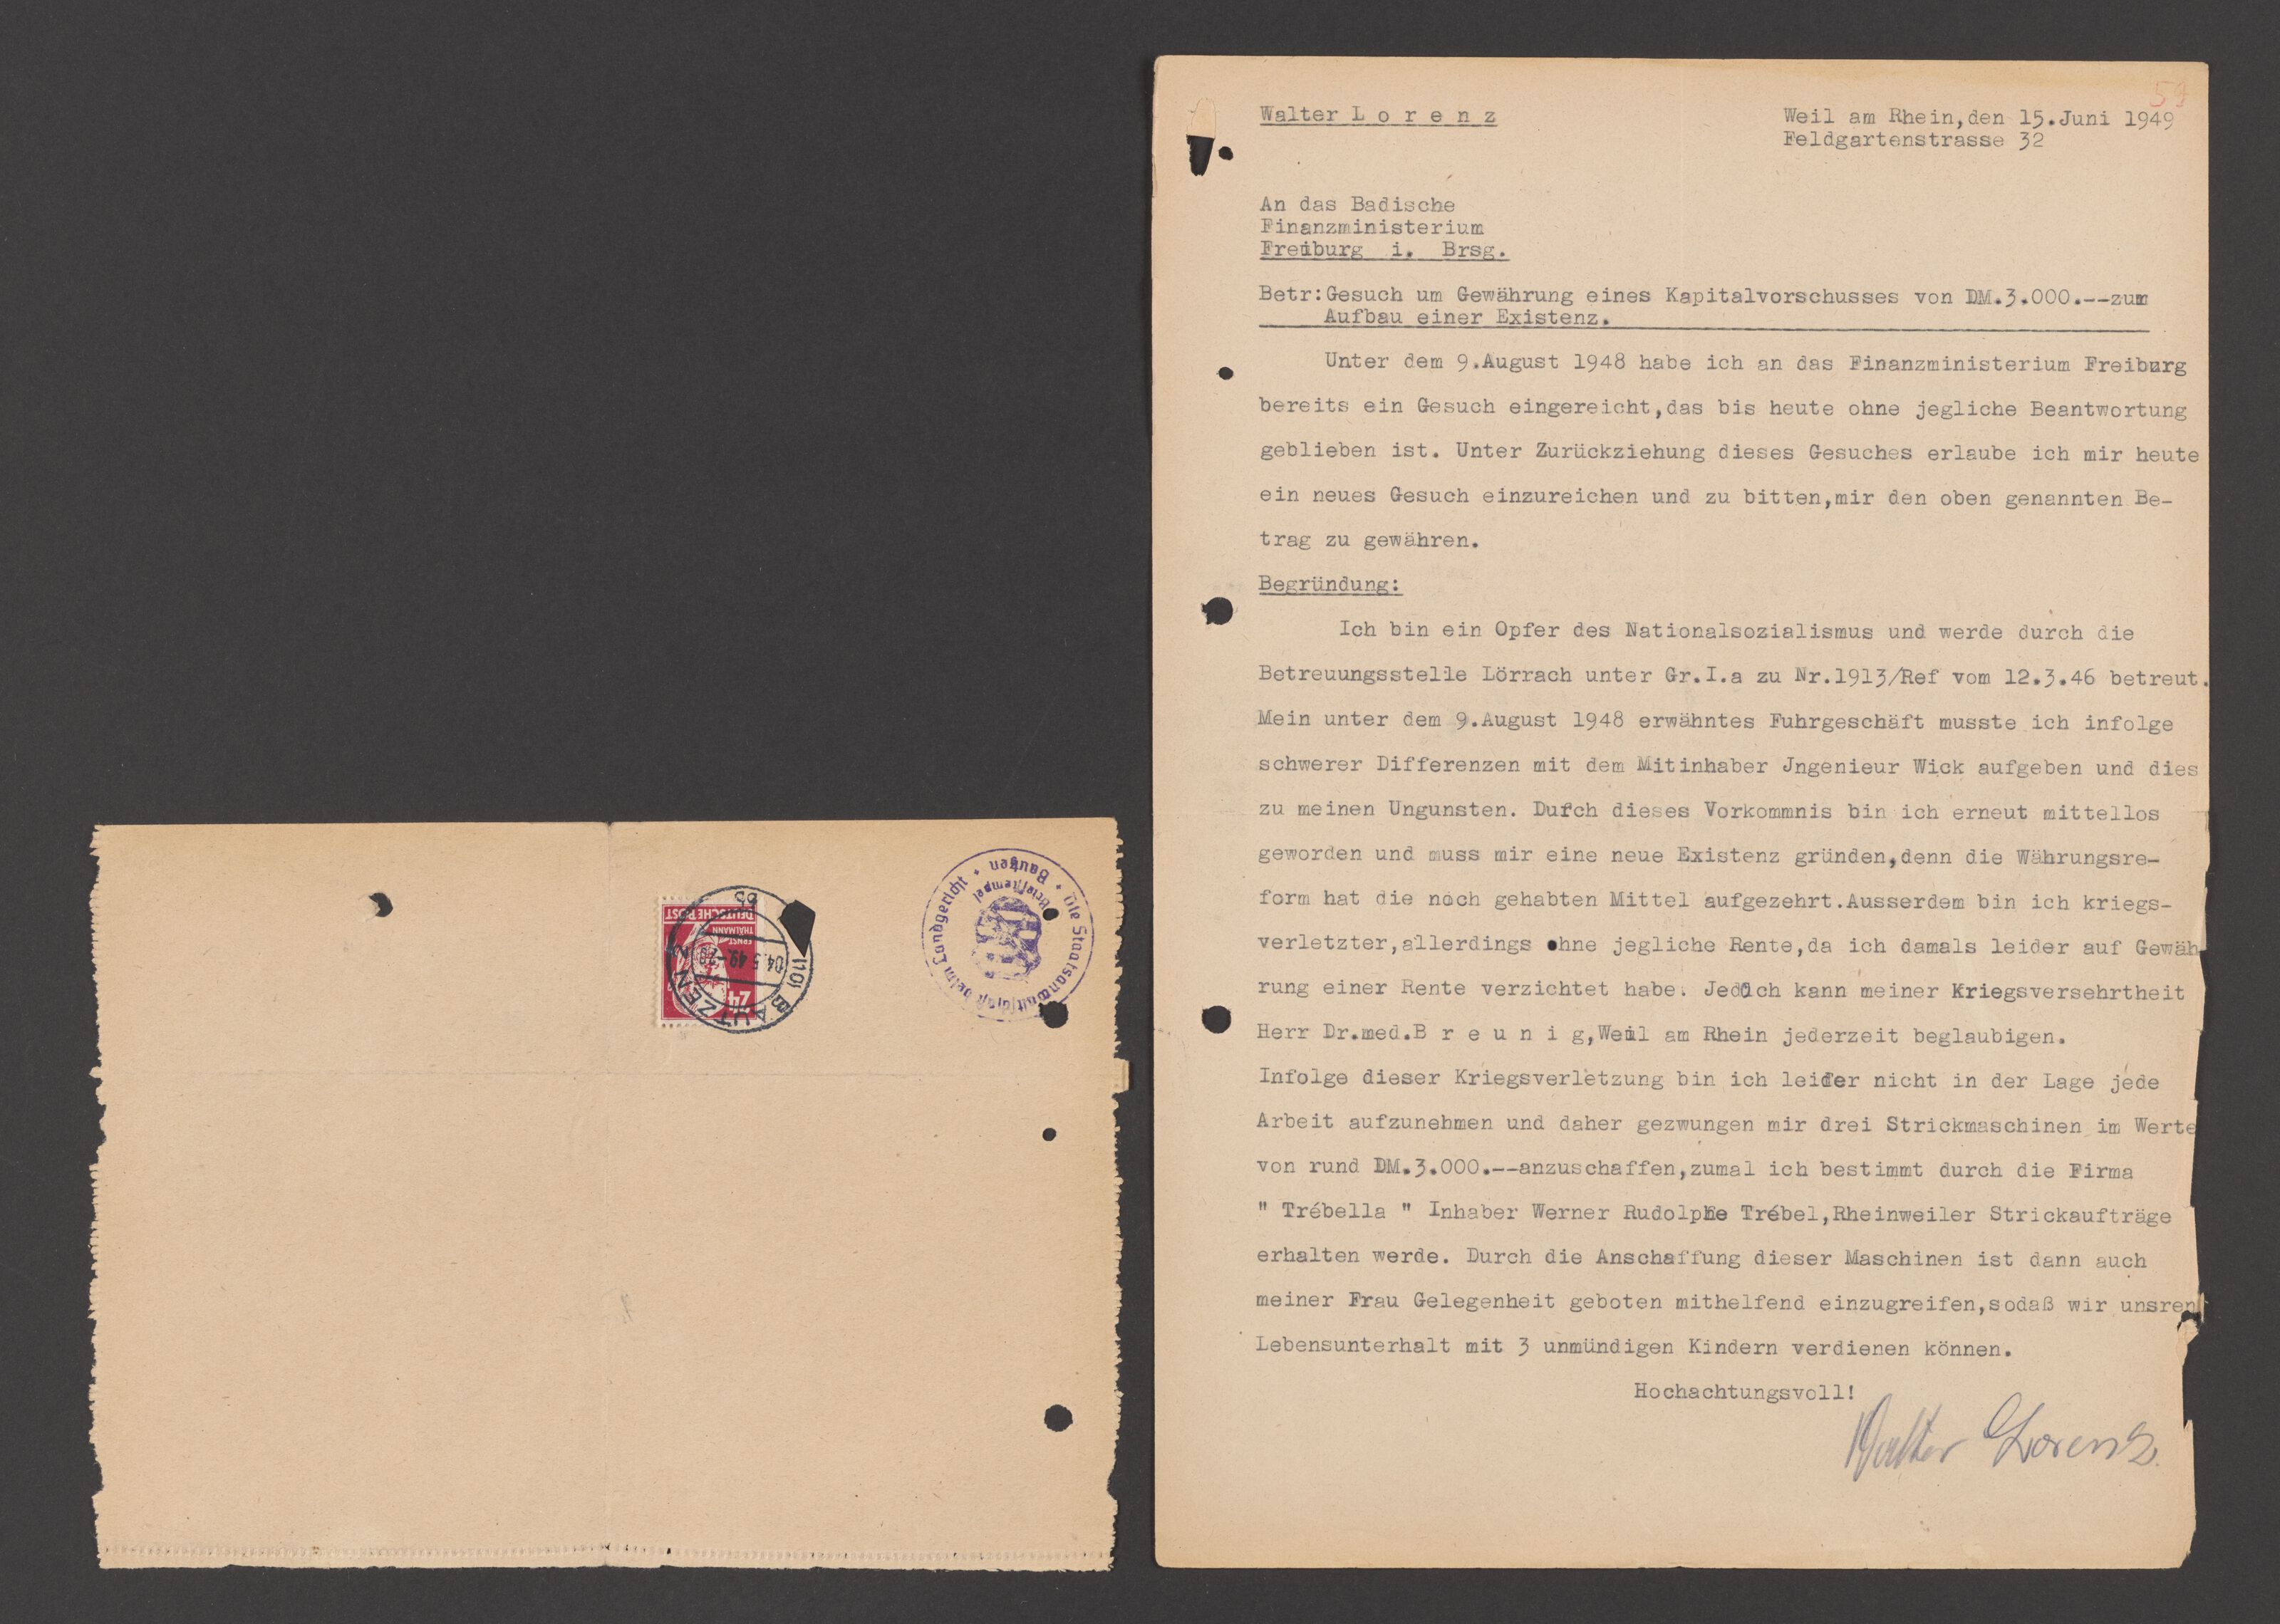 DEUTSCHE POST
ERNST
THÄLMANN
24
(10) BAUTZEN 2
04.5.49.-20
bb
Die Staatsanwaltschaft beim Landgericht + Bautzen +
Briefstempel
59
Walter L o r e n z
Weil am Rhein,den 15.Juni 1949
Feldgartenstrasse 32
An das Badische
Finanzministerium
Freiburg i. Brsg.
Betr:Gesuch um Gewährung eines Kapitalvorschusses von DM.3.000.--zum
Aufbau einer Existenz.
Unter dem 9.August 1948 habe ich an das Finanzministerium Freiburg
bereits ein Gesuch eingereicht,das bis heute ohne jegliche Beantwortung
geblieben ist. Unter Zurückziehung dieses Gesuches erlaube ich mir heute
ein neues Gesuch einzureichen und zu bitten,mir den oben genannten Be-
trag zu gewähren.
Begründung:
Ich bin ein Opfer des Nationalsozialismus und werde durch die
Betreuungsstelle Lörrach unter Gr.I.a zu Nr.1913/Ref vom 12.3.46 betreut.
Mein unter dem 9.August 1948 erwähntes Fuhrgeschäft musste ich infolge
schwerer Differenzen mit dem Mitinhaber Jngenieur Wick aufgeben und dies
zu meinen Ungunsten. Durch dieses Vorkommnis bin ich erneut mittellos
geworden und muss mir eine neue Existenz gründen,denn die Währungsre-
form hat die noch gehabten Mittel aufgezehrt.Ausserdem bin ich kriegs-
verletzter,allerdings ohne jegliche Rente,da ich damals leider auf Gewäh-
rung einer Rente verzichtet habe. Jedoch kann meiner Kriegsversehrtheit
Herr Dr.med.B r e u n i g,Weil am Rhein jederzeit beglaubigen.
Infolge dieser Kriegsverletzung bin ich leider nicht in der Lage jede
Arbeit aufzunehmen und daher gezwungen mir drei Strickmaschinen im Werte
von rund DM.3.000.--anzuschaffen,zumal ich bestimmt durch die Firma
" Trébella " Inhaber Werner Rudolphe Trébel,Rheinweiler Strickaufträge
erhalten werde. Durch die Anschaffung dieser Maschinen ist dann auch
meiner Frau Gelegenheit geboten mithelfend einzugreifen,sodaß wir unsren
Lebensunterhalt mit 3 unmündigen Kindern verdienen können.
Hochachtungsvoll!
Walter Lorenz.